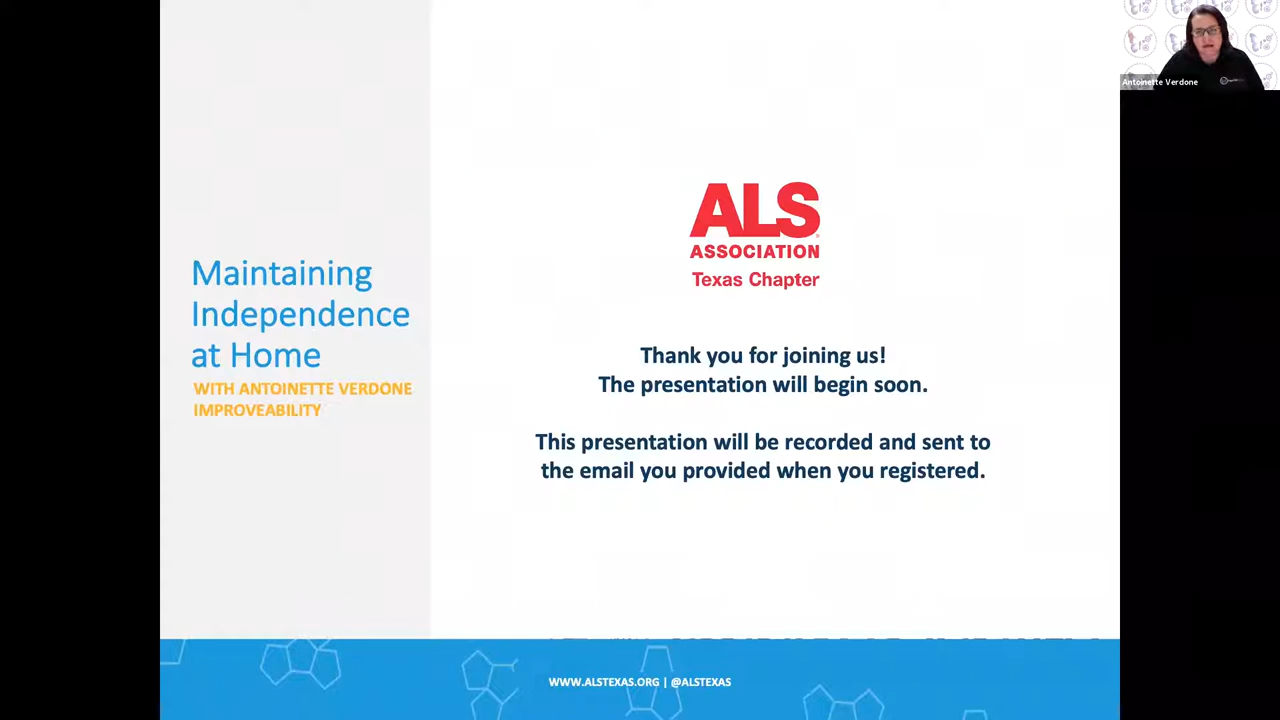 Maintaining
Independence
at Home
WITH ANTOINETTE VERDONE
IMPROVEABILITY
ALS
ASSOCIATION
Texas Chapter
Thank you for joining us!
The presentation will begin soon.
This presentation will be recorded and sent to
the email you provided when you registered.
WWW.ALSTEXAS.ORG | @ALSTEXAS
Antoinette Verdone